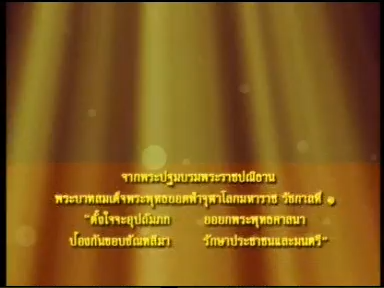 จากพระปฐมบรมพระราชปณิธาน
พระบาทสมเด็จพระพุทธยอดฟ้าจุฬาโลกมหาราช รัชกาลที่ ๑
"ตั้งใจจะอุปถัมภก ยอยกพระพุทธศาสนา
ป้องกันขอบขัณฑสีมา รักษาประชาชนและมนตรี"